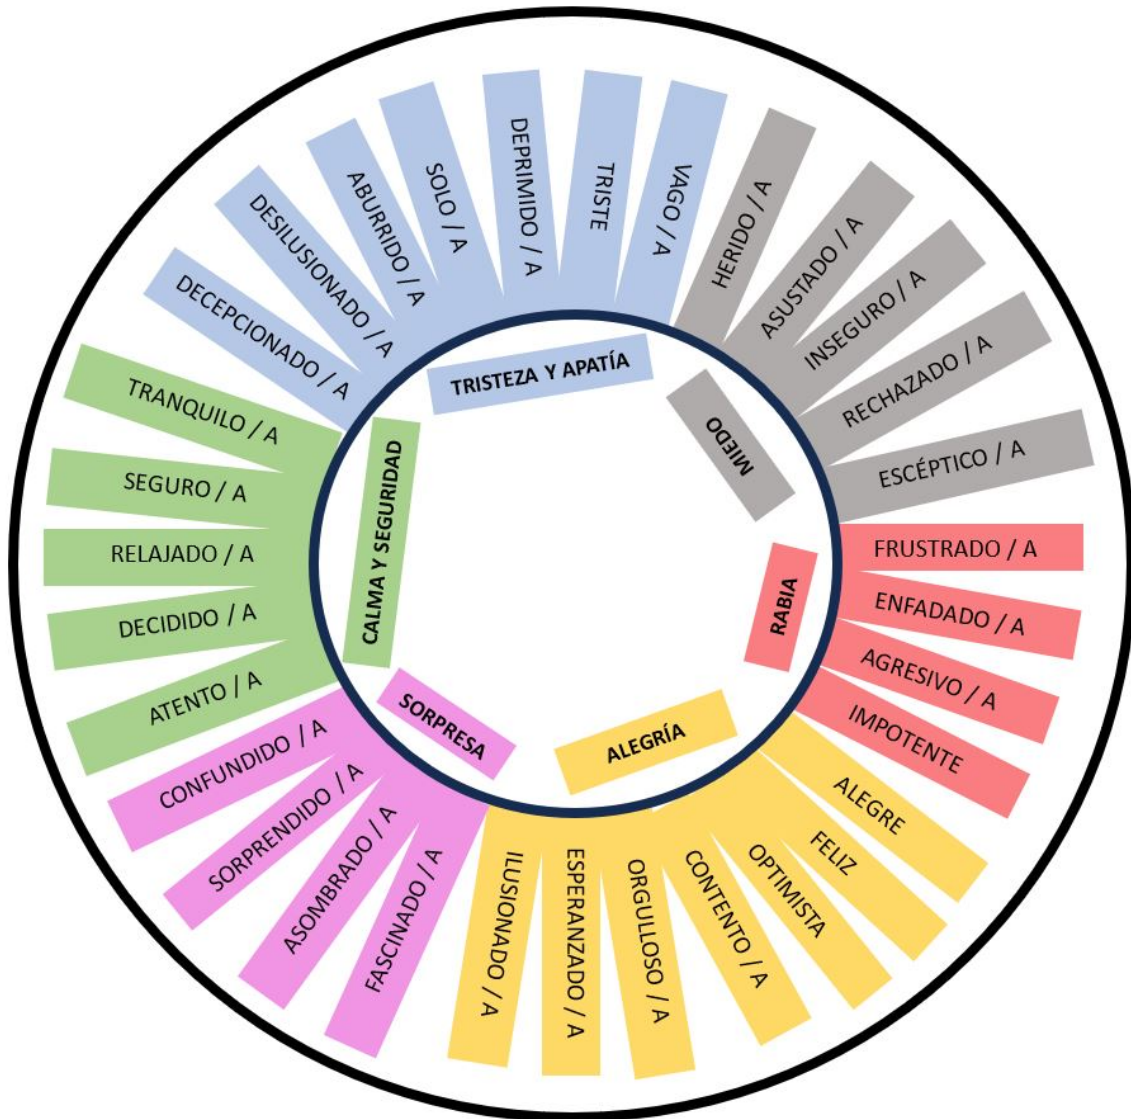 TRISTEZA Y APATÍA
DECEPCIONADO / A
DESILUSIONADO / A
ABURRIDO / A
SOLO / A
DEPRIMIDO / A
TRISTE
VAGO / A
MIEDO
HERIDO / A
ASUSTADO / A
INSEGURO / A
RECHAZADO / A
ESCÉPTICO / A
RABIA
FRUSTRADO / A
ENFADADO / A
AGRESIVO / A
IMPOTENTE
ALEGRÍA
ALEGRE
FELIZ
OPTIMISTA
CONTENTO / A
ORGULLOSO / A
ESPERANZADO / A
ILUSIONADO / A
SORPRESA
FASCINADO / A
ASOMBRADO / A
SORPRENDIDO / A
CONFUNDIDO / A
CALMA Y SEGURIDAD
ATENTO / A
DECIDIDO / A
RELAJADO / A
SEGURO / A
TRANQUILO / A